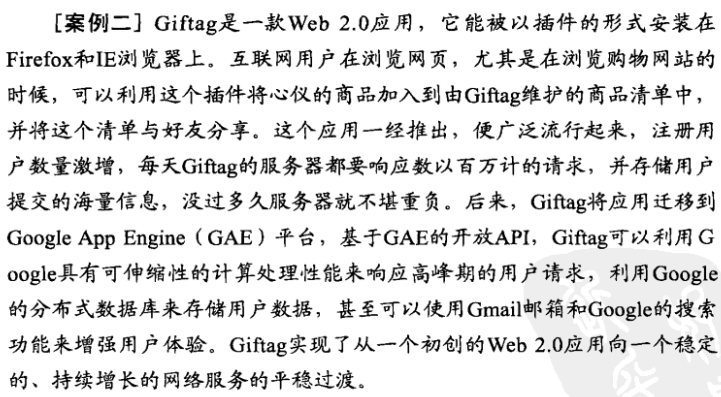 ［案例二］Giftag是一款Web 2.0应用，它能被以插件的形式安装在
Firefox和IE浏览器上。互联网用户在浏览网页，尤其是在浏览购物网站的
时候，可以利用这个插件将心仪的商品加入到由Giftag维护的商品清单中，
并将这个清单与好友分享。这个应用一经推出，便广泛流行起来，注册用
户数量激增，每天Giftag的服务器都要响应数以百万计的请求，并存储用户
提交的海量信息，没过多久服务器就不堪重负。后来，Giftag将应用迁移到
Google App Engine（GAE）平台，基于GAE的开放API，Giftag可以利用G
oogle具有可伸缩性的计算处理性能来响应高峰期的用户请求，利用Google
的分布式数据库来存储用户数据，甚至可以使用Gmail邮箱和Google的搜索
功能来增强用户体验。Giftag实现了从一个初创的Web 2.0应用向一个稳定
的、持续增长的网络服务的平稳过渡。